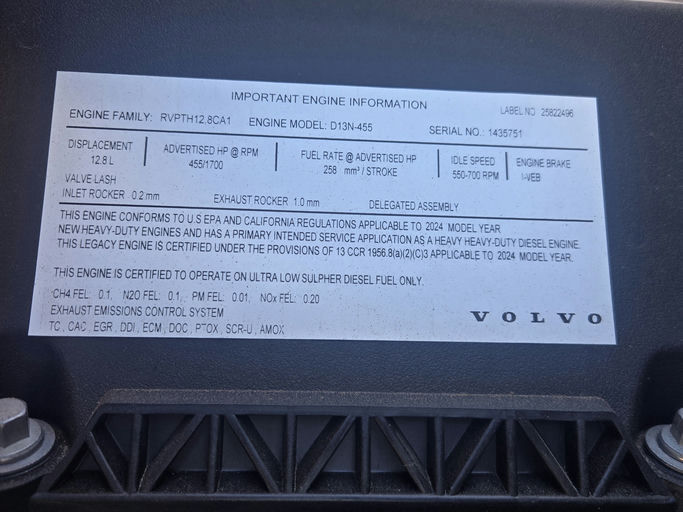 IMPORTANT ENGINE INFORMATION
LABEL NO 25822496
ENGINE FAMILY: RVPTH12.8CA1 ENGINE MODEL: D13N-455 SERIAL NO.: 1435751
DISPLACEMENT ADVERTISED HP @ RPM FUEL RATE @ ADVERTISED HP IDLE SPEED ENGINE BRAKE
12.8 L 455/1700 258 mm³ / STROKE 550-700 RPM I-VEB
VALVE LASH
INLET ROCKER 0.2 mm EXHAUST ROCKER 1.0 mm DELEGATED ASSEMBLY
THIS ENGINE CONFORMS TO U.S EPA AND CALIFORNIA REGULATIONS APPLICABLE TO 2024 MODEL YEAR
NEW HEAVY-DUTY ENGINES AND HAS A PRIMARY INTENDED SERVICE APPLICATION AS A HEAVY HEAVY-DUTY DIESEL ENGINE.
THIS LEGACY ENGINE IS CERTIFIED UNDER THE PROVISIONS OF 13 CCR 1956.8(a)(2)(C)3 APPLICABLE TO 2024 MODEL YEAR.
THIS ENGINE IS CERTIFIED TO OPERATE ON ULTRA LOW SULPHER DIESEL FUEL ONLY.
CH4 FEL: 0.1, N2O FEL: 0.1, PM FEL: 0.01, NOx FEL: 0.20
EXHAUST EMISSIONS CONTROL SYSTEM
TC, CAC, EGR, DDI, ECM, DOC, PTOX, SCR-U, AMOX
VOLVO